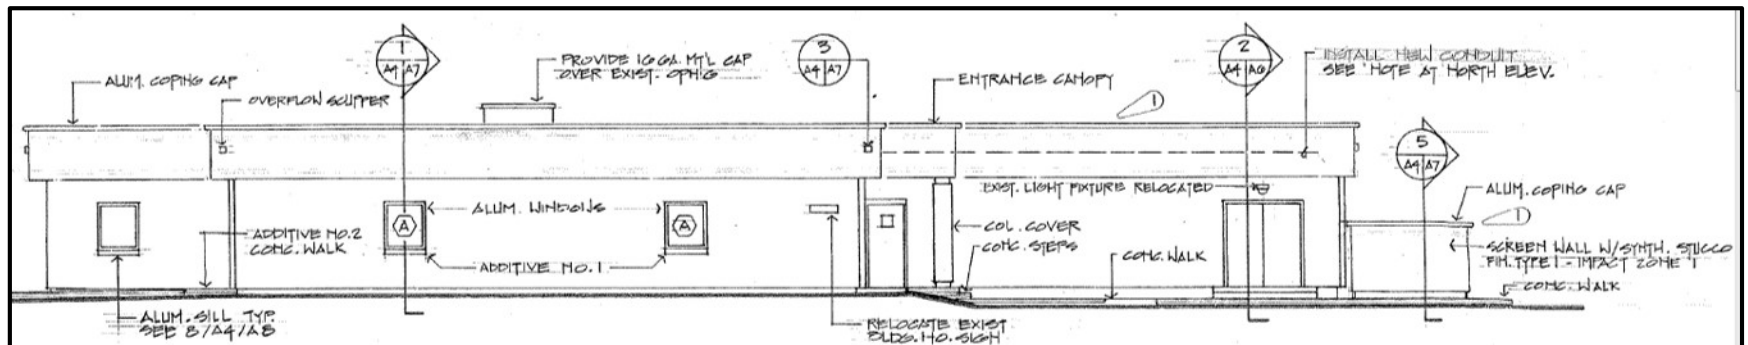 1
A4 A7
PROVIDE 16 GA. MT'L CAP
OVER EXIST. OPN'G
3
A4 A7
2
A4 A6
INSTALL NEW CONDUIT
SEE NOTE AT NORTH ELEV.
ALUM. COPING CAP
OVERFLOW SCUPPER
ENTRANCE CANOPY
1
5
A4 A7
EXIST. LIGHT FIXTURE RELOCATED
ALUM. COPING CAP
ALUM. WINDOWS
A
A
1
ADDITIVE NO. 2
CONC. WALK
COL. COVER
CONC. STEPS
CONC. WALK
SCREEN WALL W/SYNTH. STUCCO
FIN. TYPE 1 - IMPACT ZONE 1
ADDITIVE NO. 1
CONC. WALK
ALUM. SILL TYP.
SEE 8/A4/A8
RELOCATE EXIST
BLDG. NO. SIGN